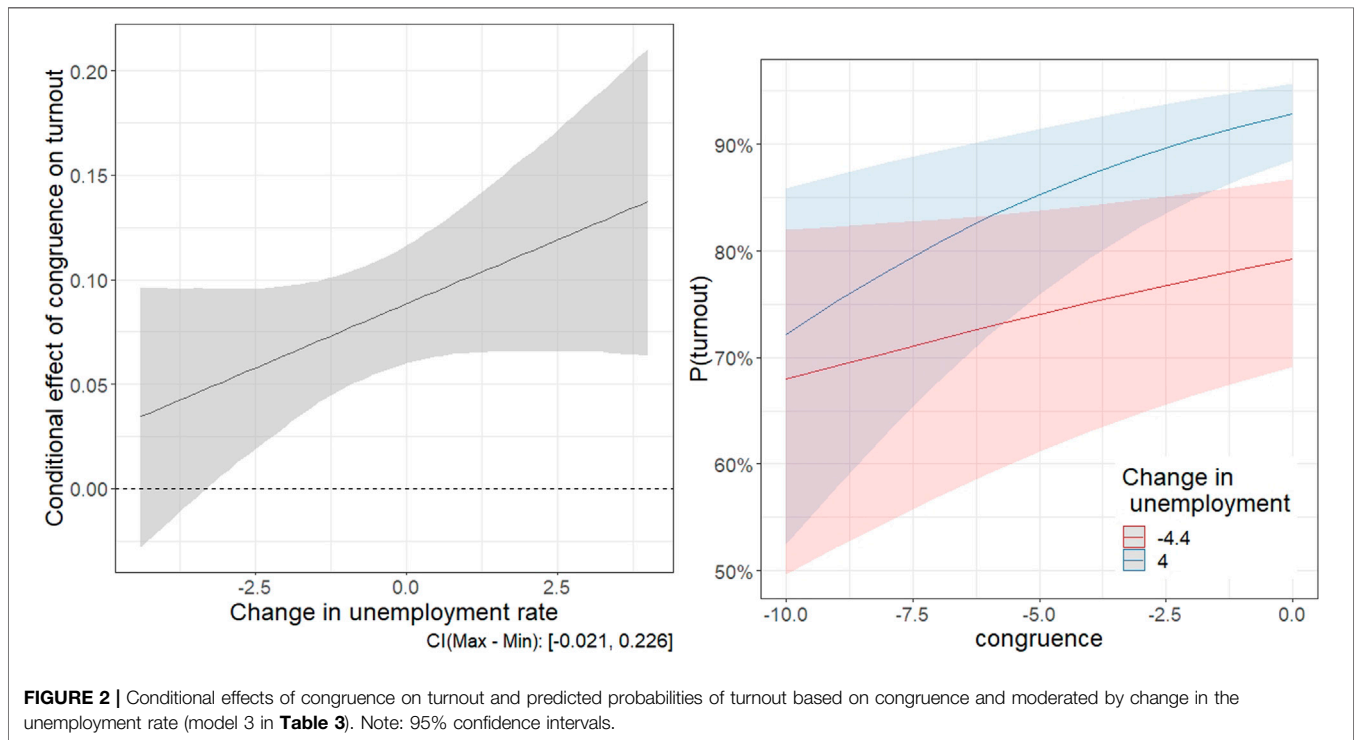 Conditional effect of congruence on turnout
0.20
0.15
0.10
0.05
0.00
-2.5
0.0
2.5
Change in unemployment rate
CI(Max - Min): [-0.021, 0.226]
P(turnout)
90%
80%
70%
60%
50%
-10.0
-7.5
-5.0
-2.5
0.0
congruence
Change in
unemployment
-4.4
4
FIGURE 2 | Conditional effects of congruence on turnout and predicted probabilities of turnout based on congruence and moderated by change in the
unemployment rate (model 3 in Table 3). Note: 95% confidence intervals.